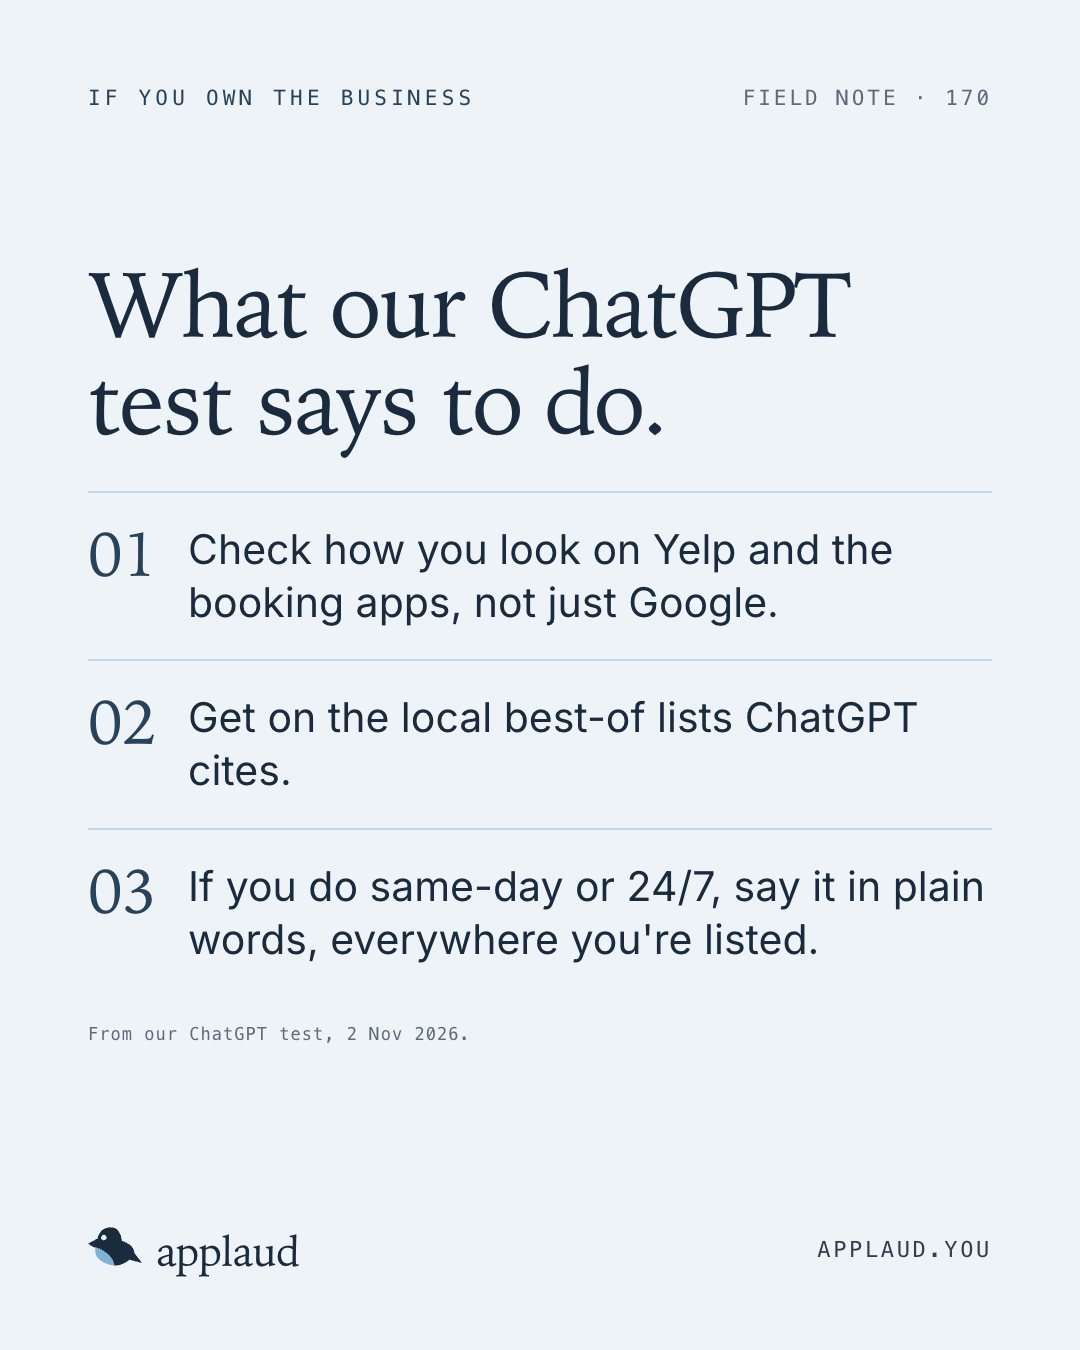 IF YOU OWN THE BUSINESS
FIELD NOTE · 170
What our ChatGPT
test says to do.
01 Check how you look on Yelp and the
booking apps, not just Google.
02 Get on the local best-of lists ChatGPT
cites.
03 If you do same-day or 24/7, say it in plain
words, everywhere you're listed.
From our ChatGPT test, 2 Nov 2026.
applaud
APPLAUD.YOU